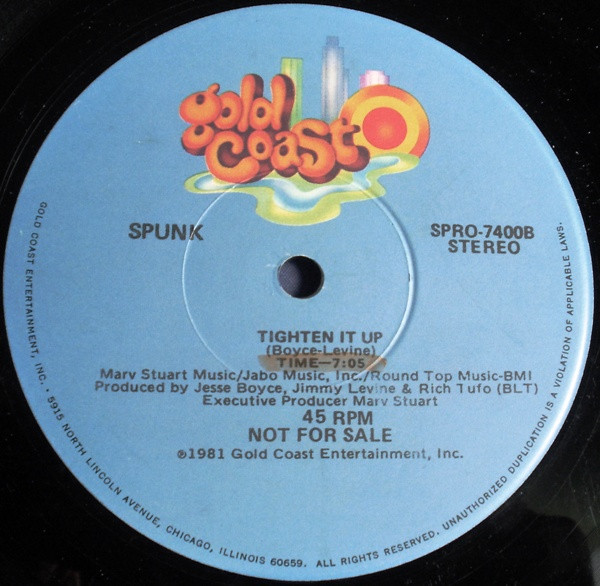 gold
coast
SPUNK
SPRO-7400B
STEREO
TIGHTEN IT UP
(Boyce-Levine)
TIME—7:05
Marv Stuart Music/Jabo Music, Inc./Round Top Music-BMI
Produced by Jesse Boyce, Jimmy Levine & Rich Tufo (BLT)
Executive Producer Marv Stuart
45 RPM
NOT FOR SALE
℗1981 Gold Coast Entertainment, Inc.
GOLD COAST ENTERTAINMENT, INC. • 5915 NORTH LINCOLN AVENUE, CHICAGO, ILLINOIS 60659. ALL RIGHTS RESERVED. UNAUTHORIZED DUPLICATION IS A VIOLATION OF APPLICABLE LAWS.